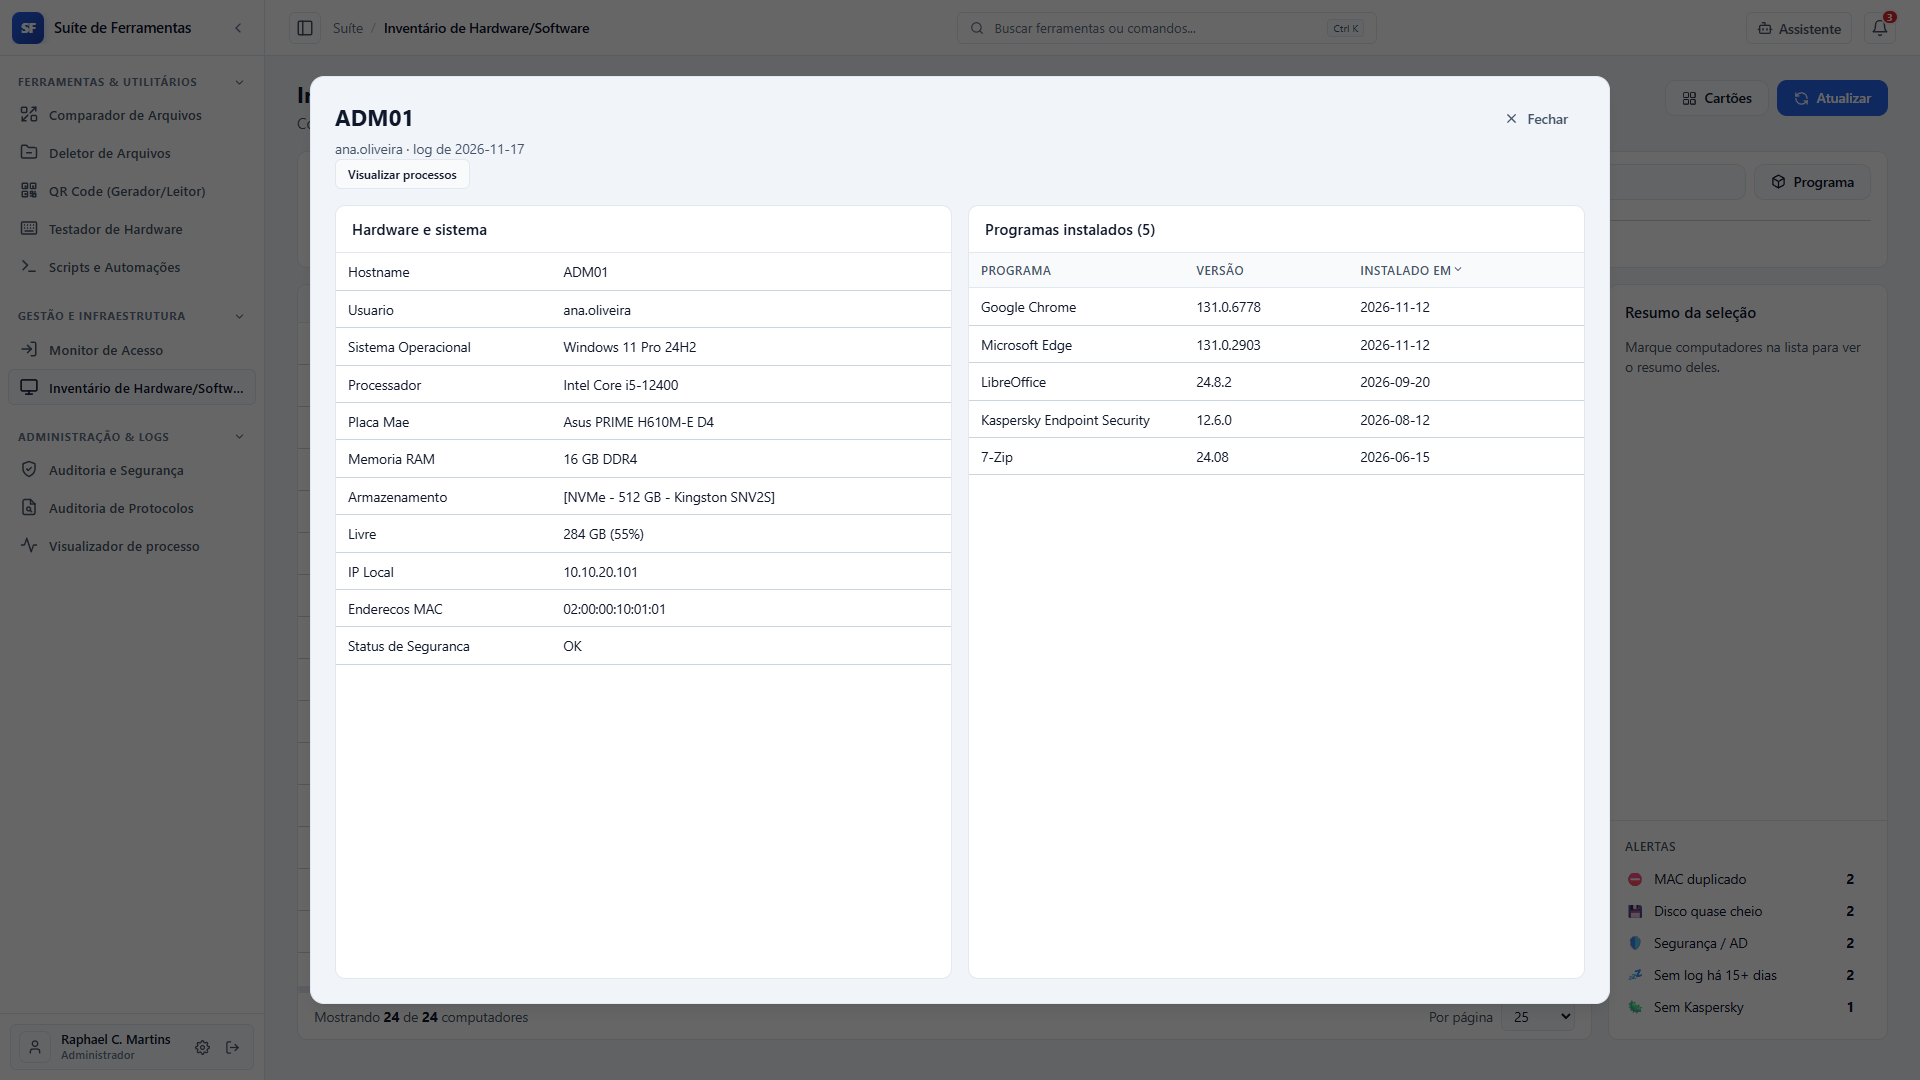 SF Suíte de Ferramentas
Suíte / Inventário de Hardware/Software
Buscar ferramentas ou comandos... Ctrl K
Assistente
3
FERRAMENTAS & UTILITÁRIOS
Comparador de Arquivos
Deletor de Arquivos
QR Code (Gerador/Leitor)
Testador de Hardware
Scripts e Automações
GESTÃO E INFRAESTRUTURA
Monitor de Acesso
Inventário de Hardware/Softw...
ADMINISTRAÇÃO & LOGS
Auditoria e Segurança
Auditoria de Protocolos
Visualizador de processo
Raphael C. Martins
Administrador
Cartões
Atualizar
Programa
ADM01
Fechar
ana.oliveira · log de 2026-11-17
Visualizar processos
Hardware e sistema
Hostname ADM01
Usuario ana.oliveira
Sistema Operacional Windows 11 Pro 24H2
Processador Intel Core i5-12400
Placa Mae Asus PRIME H610M-E D4
Memoria RAM 16 GB DDR4
Armazenamento [NVMe - 512 GB - Kingston SNV2S]
Livre 284 GB (55%)
IP Local 10.10.20.101
Enderecos MAC 02:00:00:10:01:01
Status de Seguranca OK
Programas instalados (5)
PROGRAMA VERSÃO INSTALADO EM
Google Chrome 131.0.6778 2026-11-12
Microsoft Edge 131.0.2903 2026-11-12
LibreOffice 24.8.2 2026-09-20
Kaspersky Endpoint Security 12.6.0 2026-08-12
7-Zip 24.08 2026-06-15
Resumo da seleção
Marque computadores na lista para ver
o resumo deles.
ALERTAS
MAC duplicado 2
Disco quase cheio 2
Segurança / AD 2
Sem log há 15+ dias 2
Sem Kaspersky 1
Mostrando 24 de 24 computadores
Por página 25